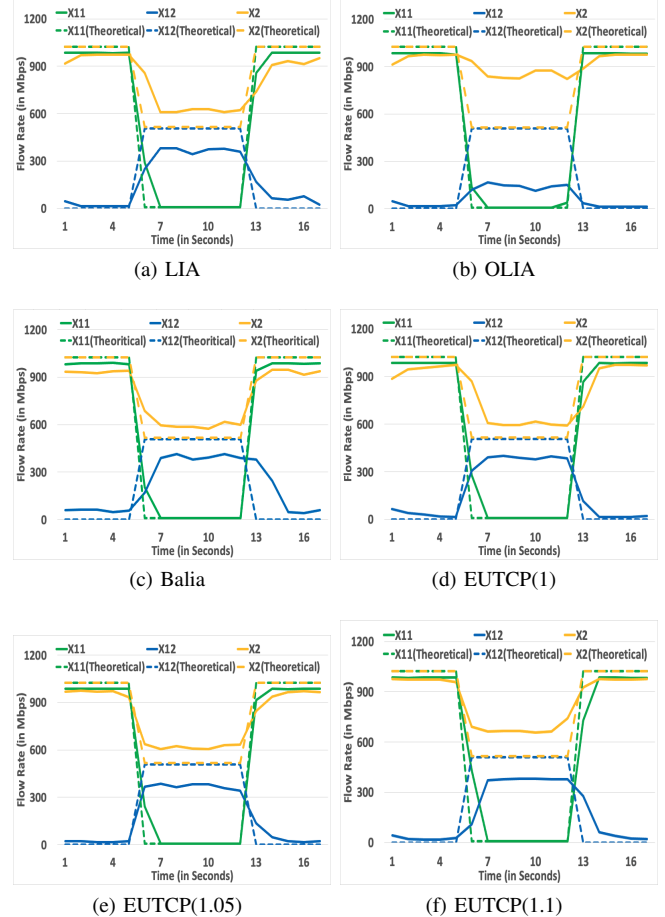 X11 X12 X2
X11(Theoretical) X12(Theoretical) X2(Theoretical)
1200
900
600
300
0
Flow Rate (in Mbps)
1 4 7 10 13 16
Time (in Seconds)
(a) LIA
X11 X12 X2
X11(Theoretical) X12(Theoretical) X2(Theoretical)
1200
900
600
300
0
Flow Rate (in Mbps)
1 4 7 10 13 16
Time (in Seconds)
(b) OLIA
X11 X12 X2
X11(Theoritical) X12(Theoritical) X2(Theoritical)
1200
900
600
300
0
Flow Rate (in Mbps)
1 4 7 10 13 16
Time (in Seconds)
(c) Balia
X11 X12 X2
X11(Theoritical) X12(Theoritical) X2(Theoritical)
1200
900
600
300
0
Flow Rate (in Mbps)
1 4 7 10 13 16
Time (in Seconds)
(d) EUTCP(1)
X11 X12 X2
X11(Theoretical) X12(Theoretical) X2(Theoretical)
1200
900
600
300
0
Flow Rate (in Mbps)
1 4 7 10 13 16
Time (in Seconds)
(e) EUTCP(1.05)
X11 X12 X2
X11(Theoretical) X12(Theoretical) X2(Theoretical)
1200
900
600
300
0
Flow Rate (in Mbps)
1 4 7 10 13 16
Time (in Seconds)
(f) EUTCP(1.1)